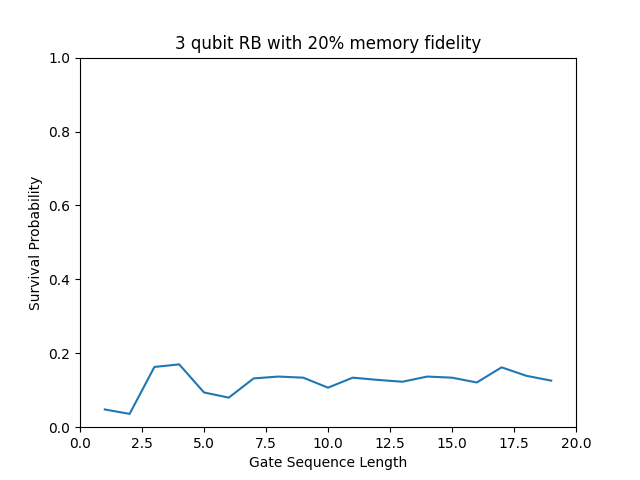 3 qubit RB with 20% memory fidelity
1.0
0.8
0.6
0.4
0.2
0.0
Survival Probability
0.0 2.5 5.0 7.5 10.0 12.5 15.0 17.5 20.0
Gate Sequence Length